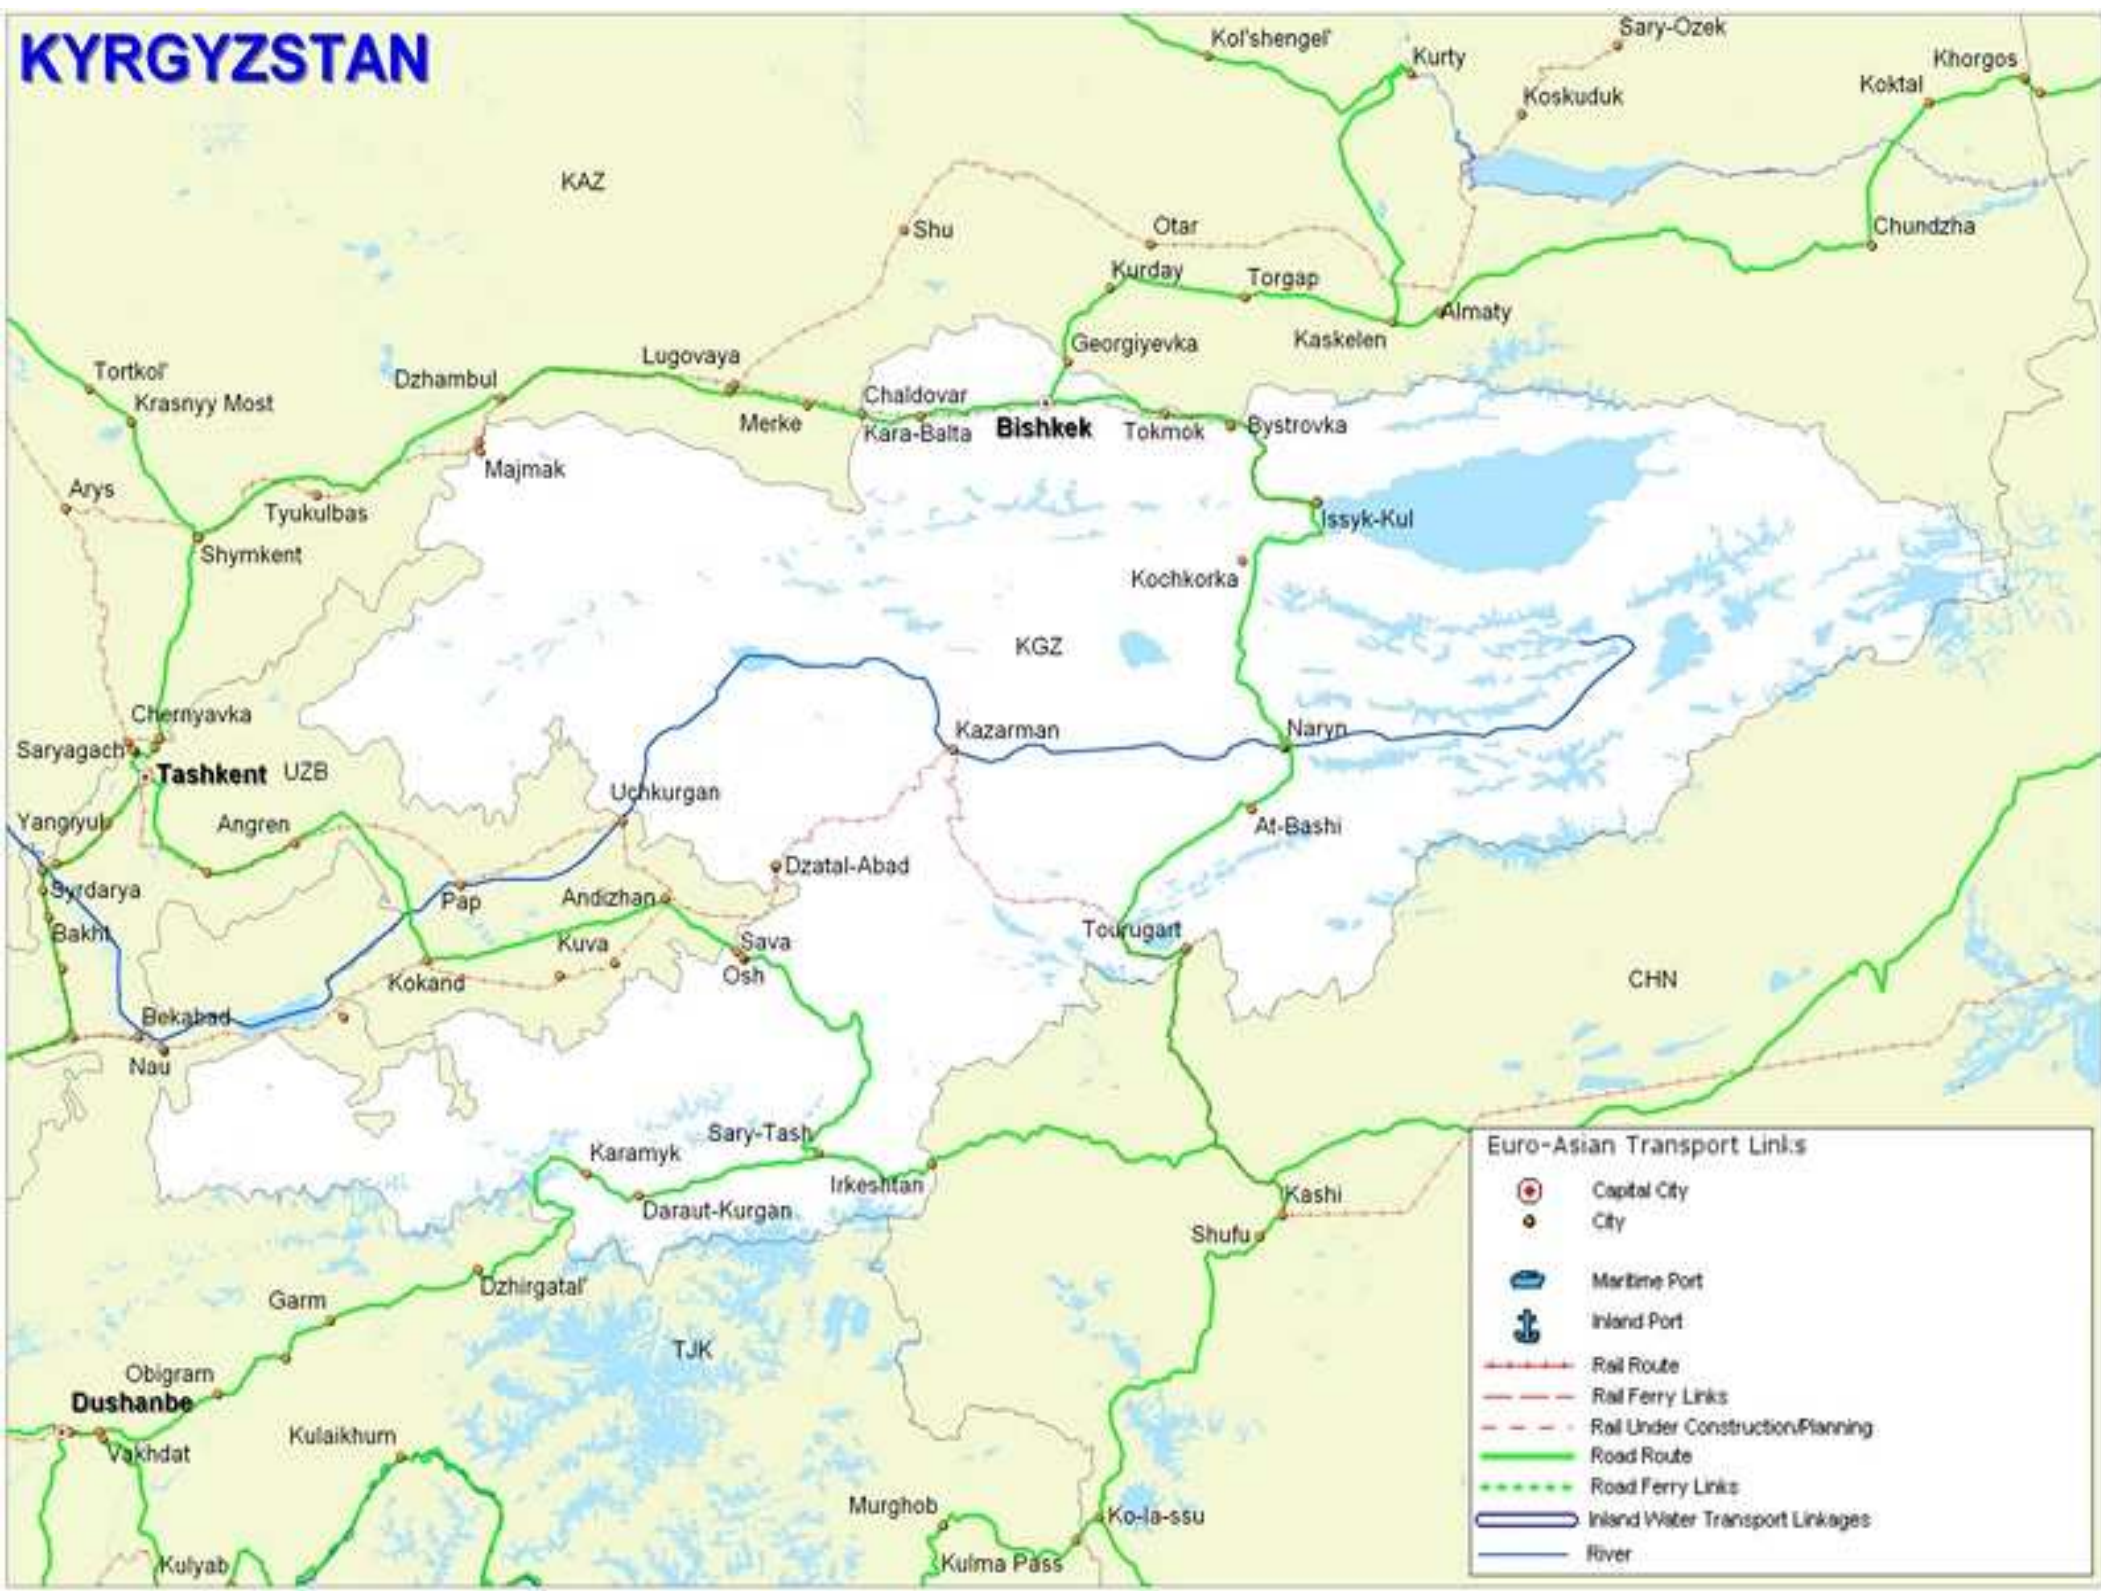 KYRGYZSTAN
Kol'shengel'
Kurty
Sary-Ozek
Khorgos
Koktal
Koskuduk
KAZ
Shu
Otar
Chundzha
Kurday
Torgap
Almaty
Kaskelen
Georgiyevka
Lugovaya
Tortkol'
Dzhambul
Krasnyy Most
Chaldovar
Merke
Kara-Balta
Bishkek
Tokmok
Bystrovka
Majmak
Arys
Tyukulbas
Issyk-Kul
Shymkent
Kochkorka
KGZ
Chernyavka
Kazarman
Naryn
Saryagach
Tashkent
UZB
Uchkurgan
Yangiyul
Angren
At-Bashi
Dzatal-Abad
Syrdarya
Pap
Andizhan
Bakht
Kuva
Sava
Tourugart
Kokand
Osh
CHN
Bekabad
Nau
Sary-Tash
Karamyk
Irkeshtan
Daraut-Kurgan
Kashi
Shufu
Dzhirgatal'
Garm
TJK
Obigrarn
Dushanbe
Kulaikhum
Vakhdat
Murghob
Ko-la-ssu
Kulma Pass
Kulyab
Euro-Asian Transport Links
Capital City
City
Maritime Port
Inland Port
Rail Route
Rail Ferry Links
Rail Under Construction/Planning
Road Route
Road Ferry Links
Inland Water Transport Linkages
River